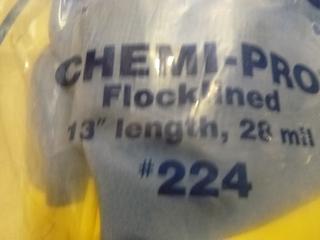 CHEMI-PRO
Flocklined
13" length, 28 mil
#224